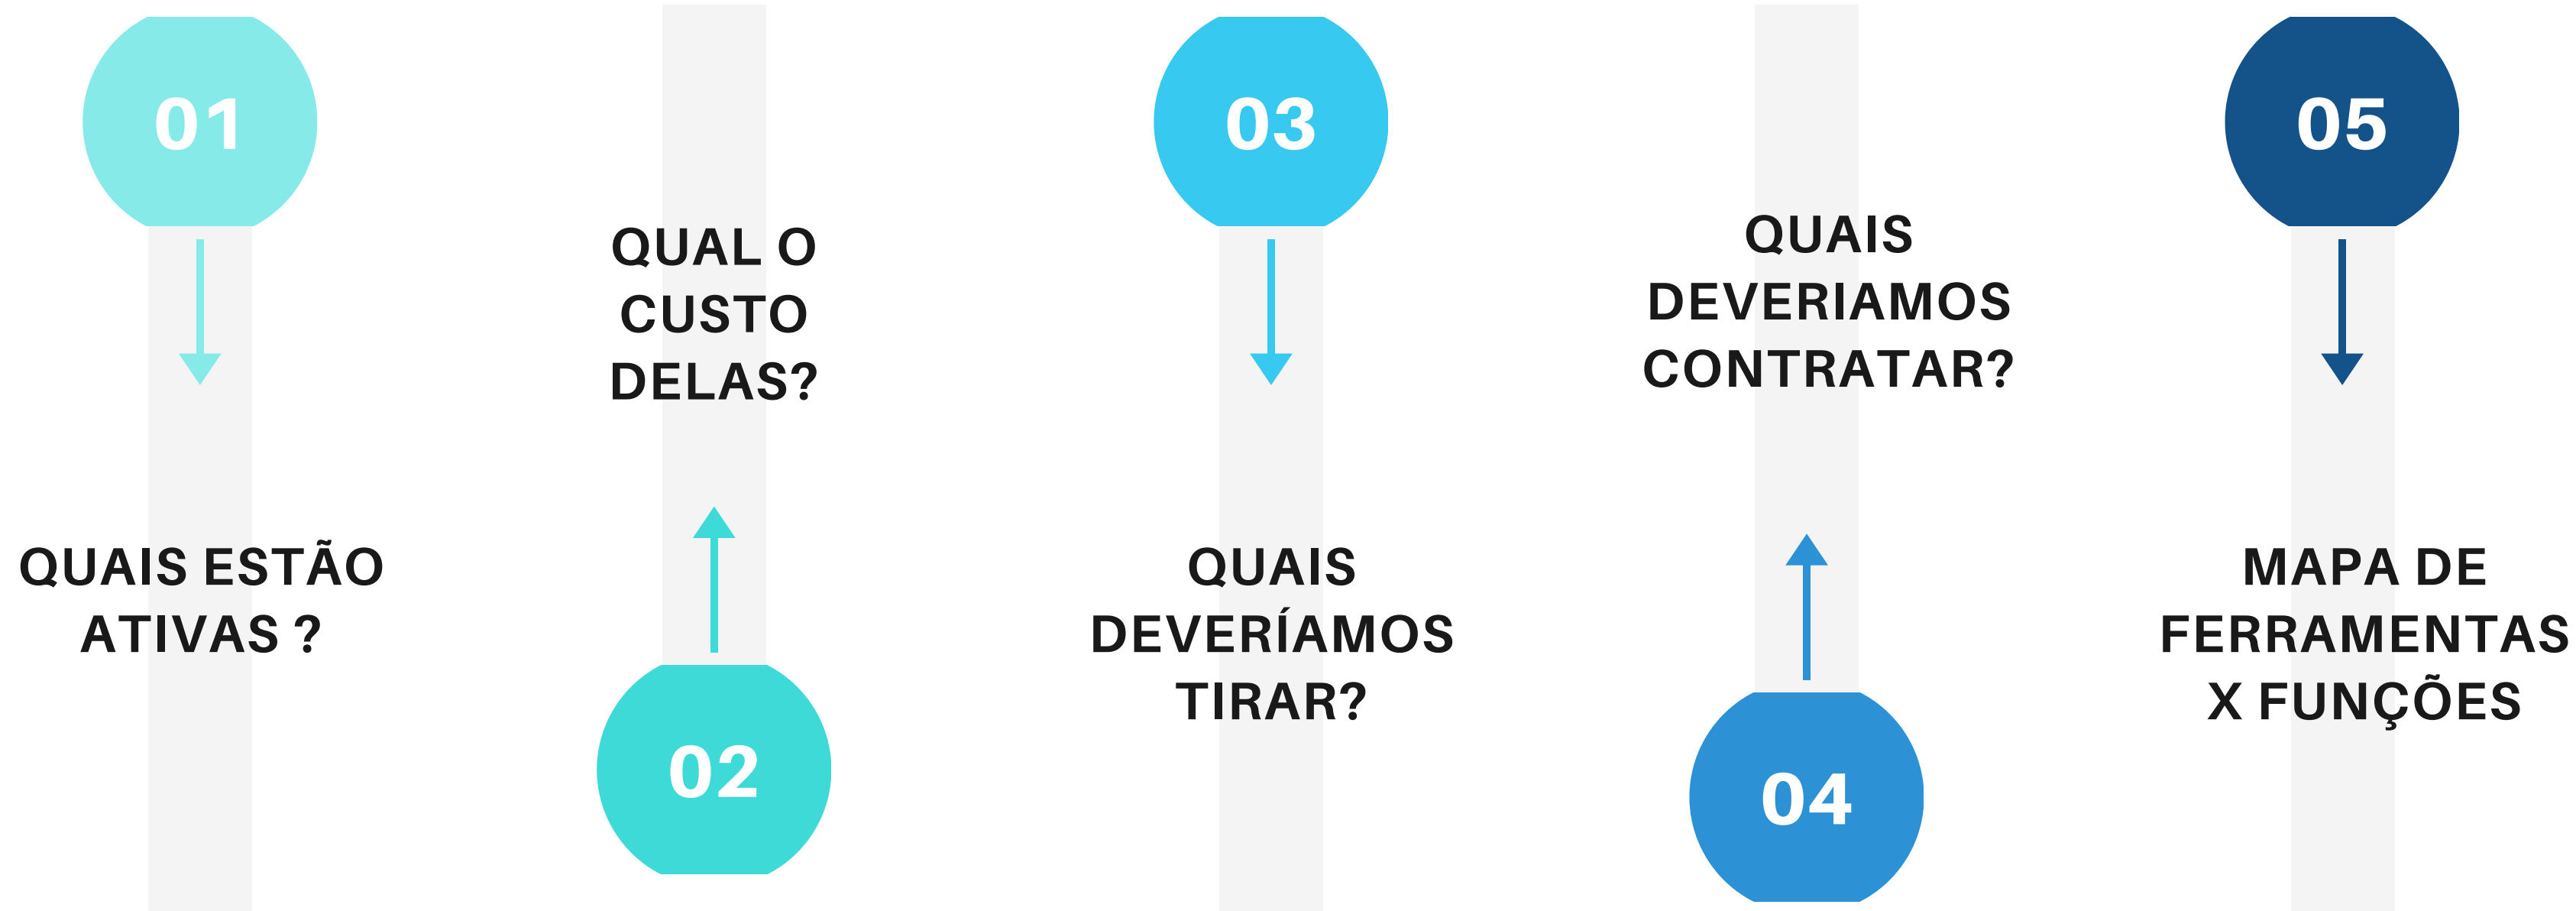 01
QUAIS ESTÃO
ATIVAS ?
QUAL O
CUSTO
DELAS?
02
03
QUAIS
DEVERÍAMOS
TIRAR?
QUAIS
DEVERIAMOS
CONTRATAR?
04
05
MAPA DE
FERRAMENTAS
X FUNÇÕES